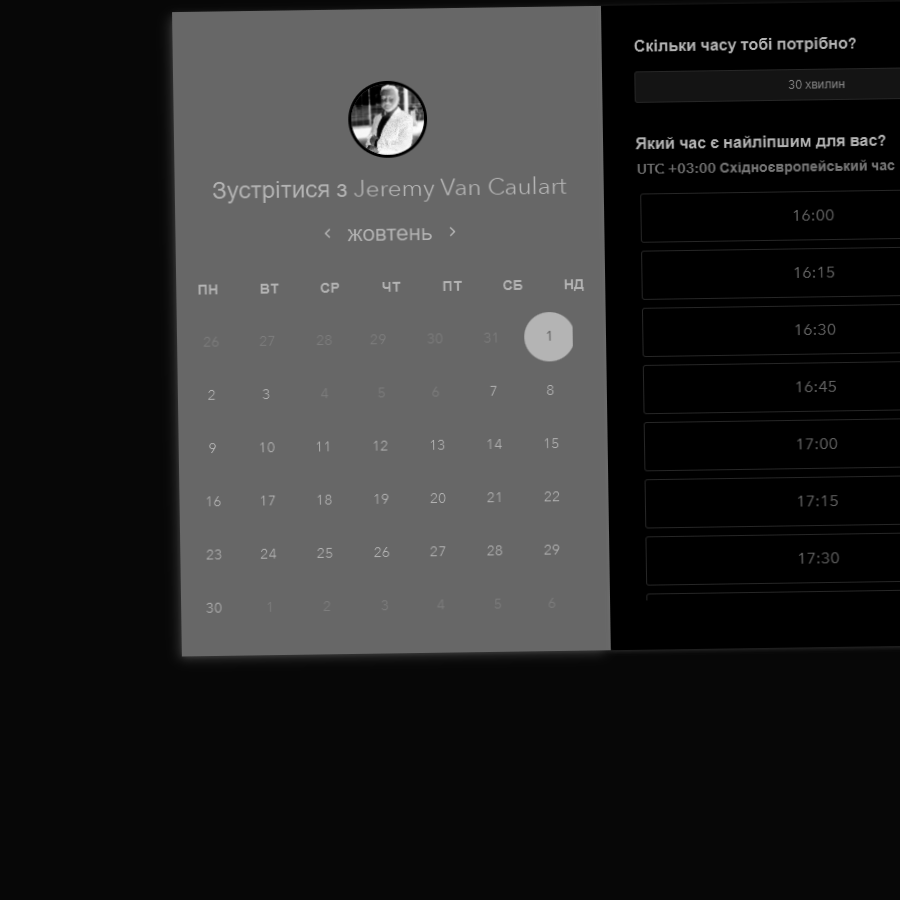 Зустрітися з Jeremy Van Caulart
‹ жовтень ›
ПН ВТ СР ЧТ ПТ СБ НД
26 27 28 29 30 31 1
2 3 4 5 6 7 8
9 10 11 12 13 14 15
16 17 18 19 20 21 22
23 24 25 26 27 28 29
30 1 2 3 4 5 6
Скільки часу тобі потрібно?
30 хвилин
Який час є найліпшим для вас?
UTC +03:00 Східноєвропейський час
16:00
16:15
16:30
16:45
17:00
17:15
17:30